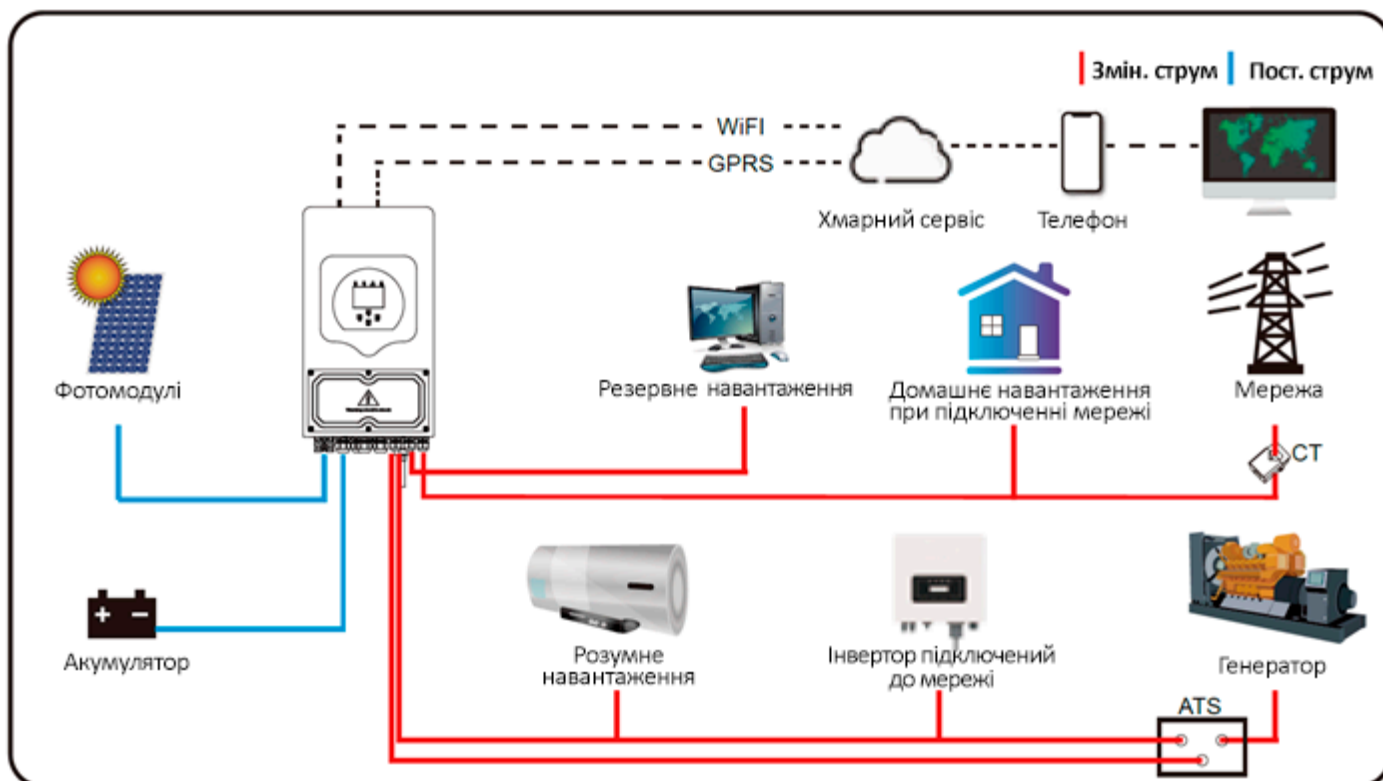 Змін. струм Пост. струм
WiFI
GPRS
Хмарний сервіс
Телефон
Фотомодулі
Резервне навантаження
Домашнє навантаження
при підключенні мережі
Мережа
CT
Акумулятор
Розумне
навантаження
Інвертор підключений
до мережі
Генератор
ATS